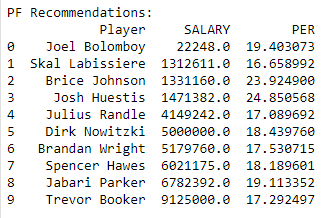 PF Recommendations:
Player SALARY PER
0 Joel Bolomboy 22248.0 19.403073
1 Skal Labissiere 1312611.0 16.658992
2 Brice Johnson 1331160.0 23.924900
3 Josh Huestis 1471382.0 24.850568
4 Julius Randle 4149242.0 17.089692
5 Dirk Nowitzki 5000000.0 18.439760
6 Brandan Wright 5179760.0 17.530715
7 Spencer Hawes 6021175.0 18.189601
8 Jabari Parker 6782392.0 19.113352
9 Trevor Booker 9125000.0 17.292497